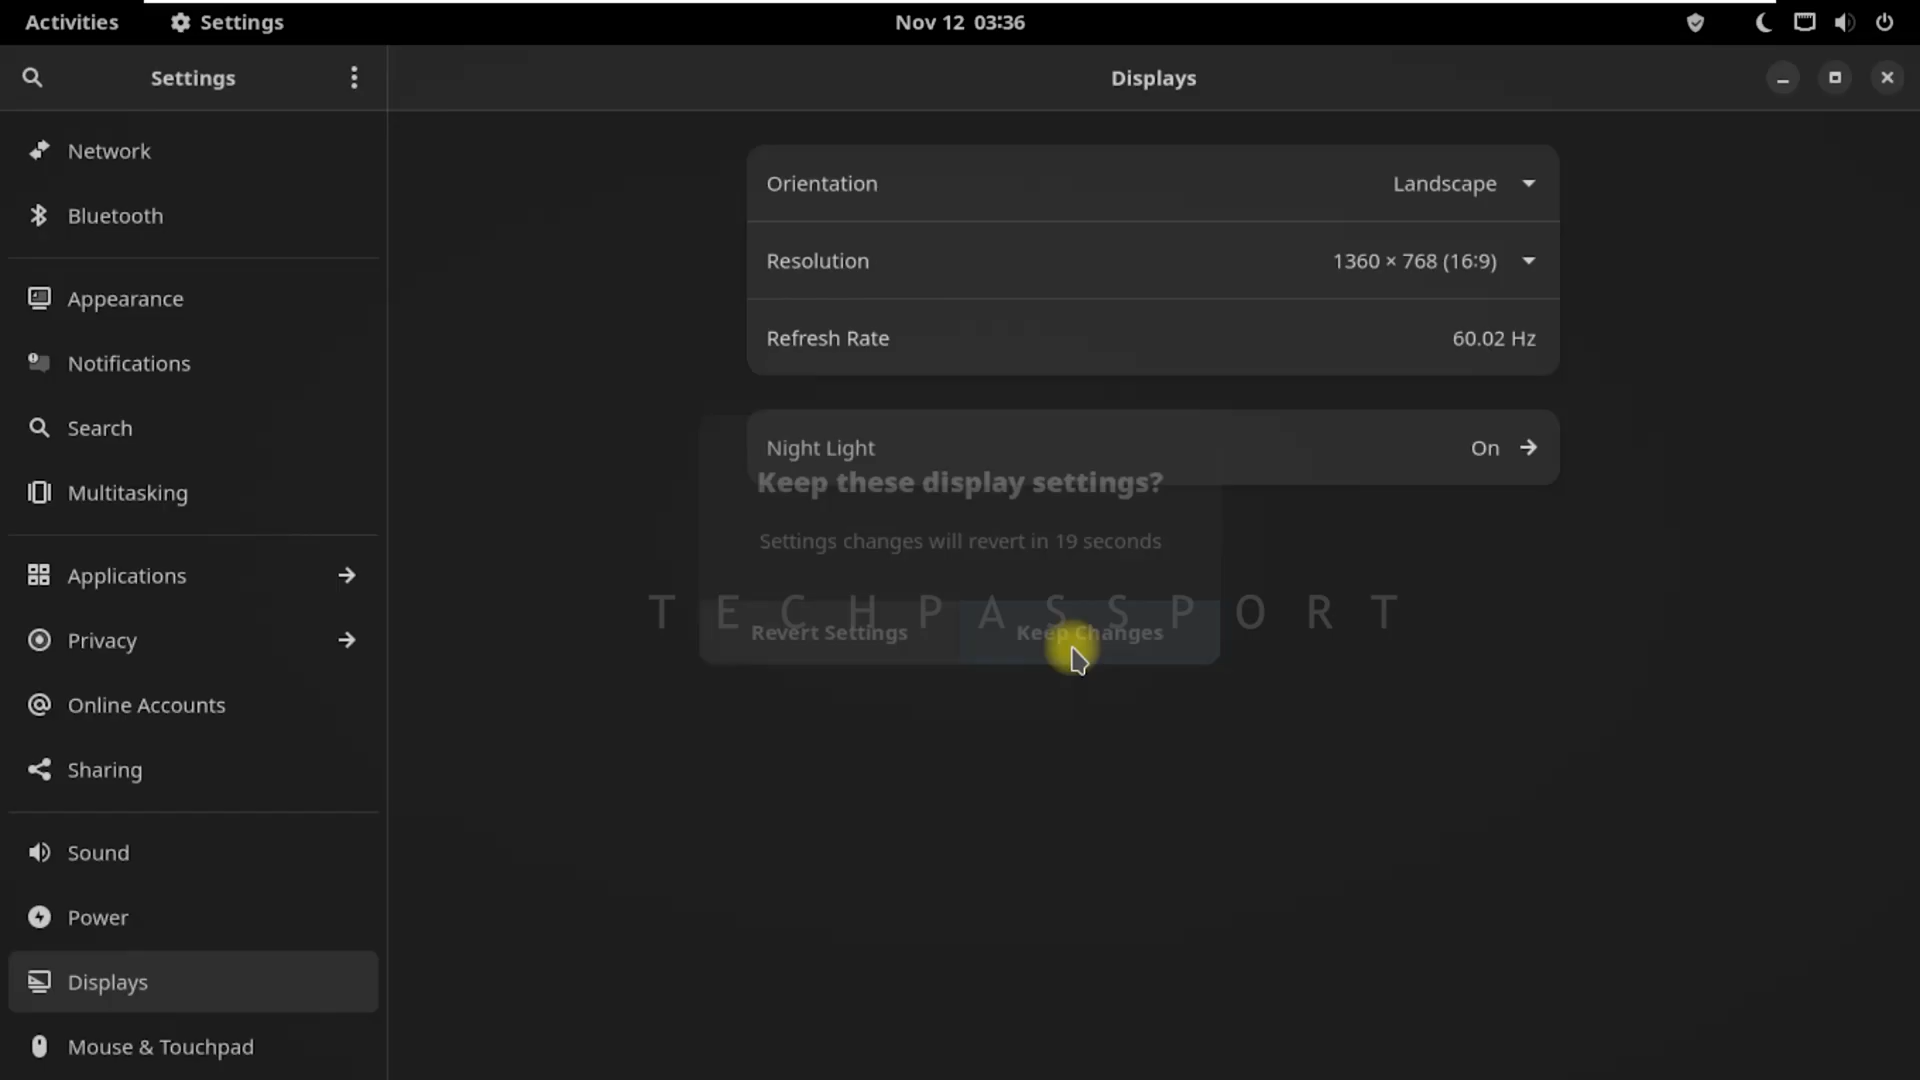 Activities
Settings
Nov 12 03:36
Settings
Displays
Network
Bluetooth
Appearance
Notifications
Search
Multitasking
Applications
Privacy
Online Accounts
Sharing
Sound
Power
Displays
Mouse & Touchpad
Orientation
Landscape
Resolution
1360 × 768 (16:9)
Refresh Rate
60.02 Hz
Night Light
On
Keep these display settings?
Settings changes will revert in 19 seconds
TECHPASSPORT
Revert Settings
Keep Changes